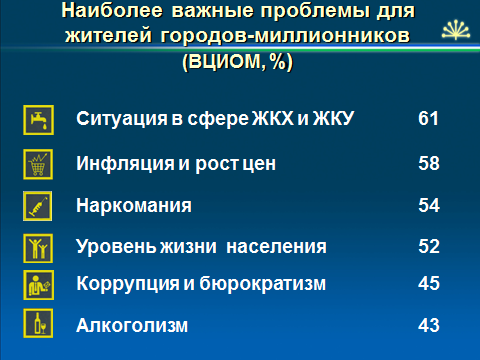 Наиболее важные проблемы для
жителей городов-миллионников
(ВЦИОМ, %)
Ситуация в сфере ЖКХ и ЖКУ 61
Инфляция и рост цен 58
Наркомания 54
Уровень жизни населения 52
Коррупция и бюрократизм 45
Алкоголизм 43